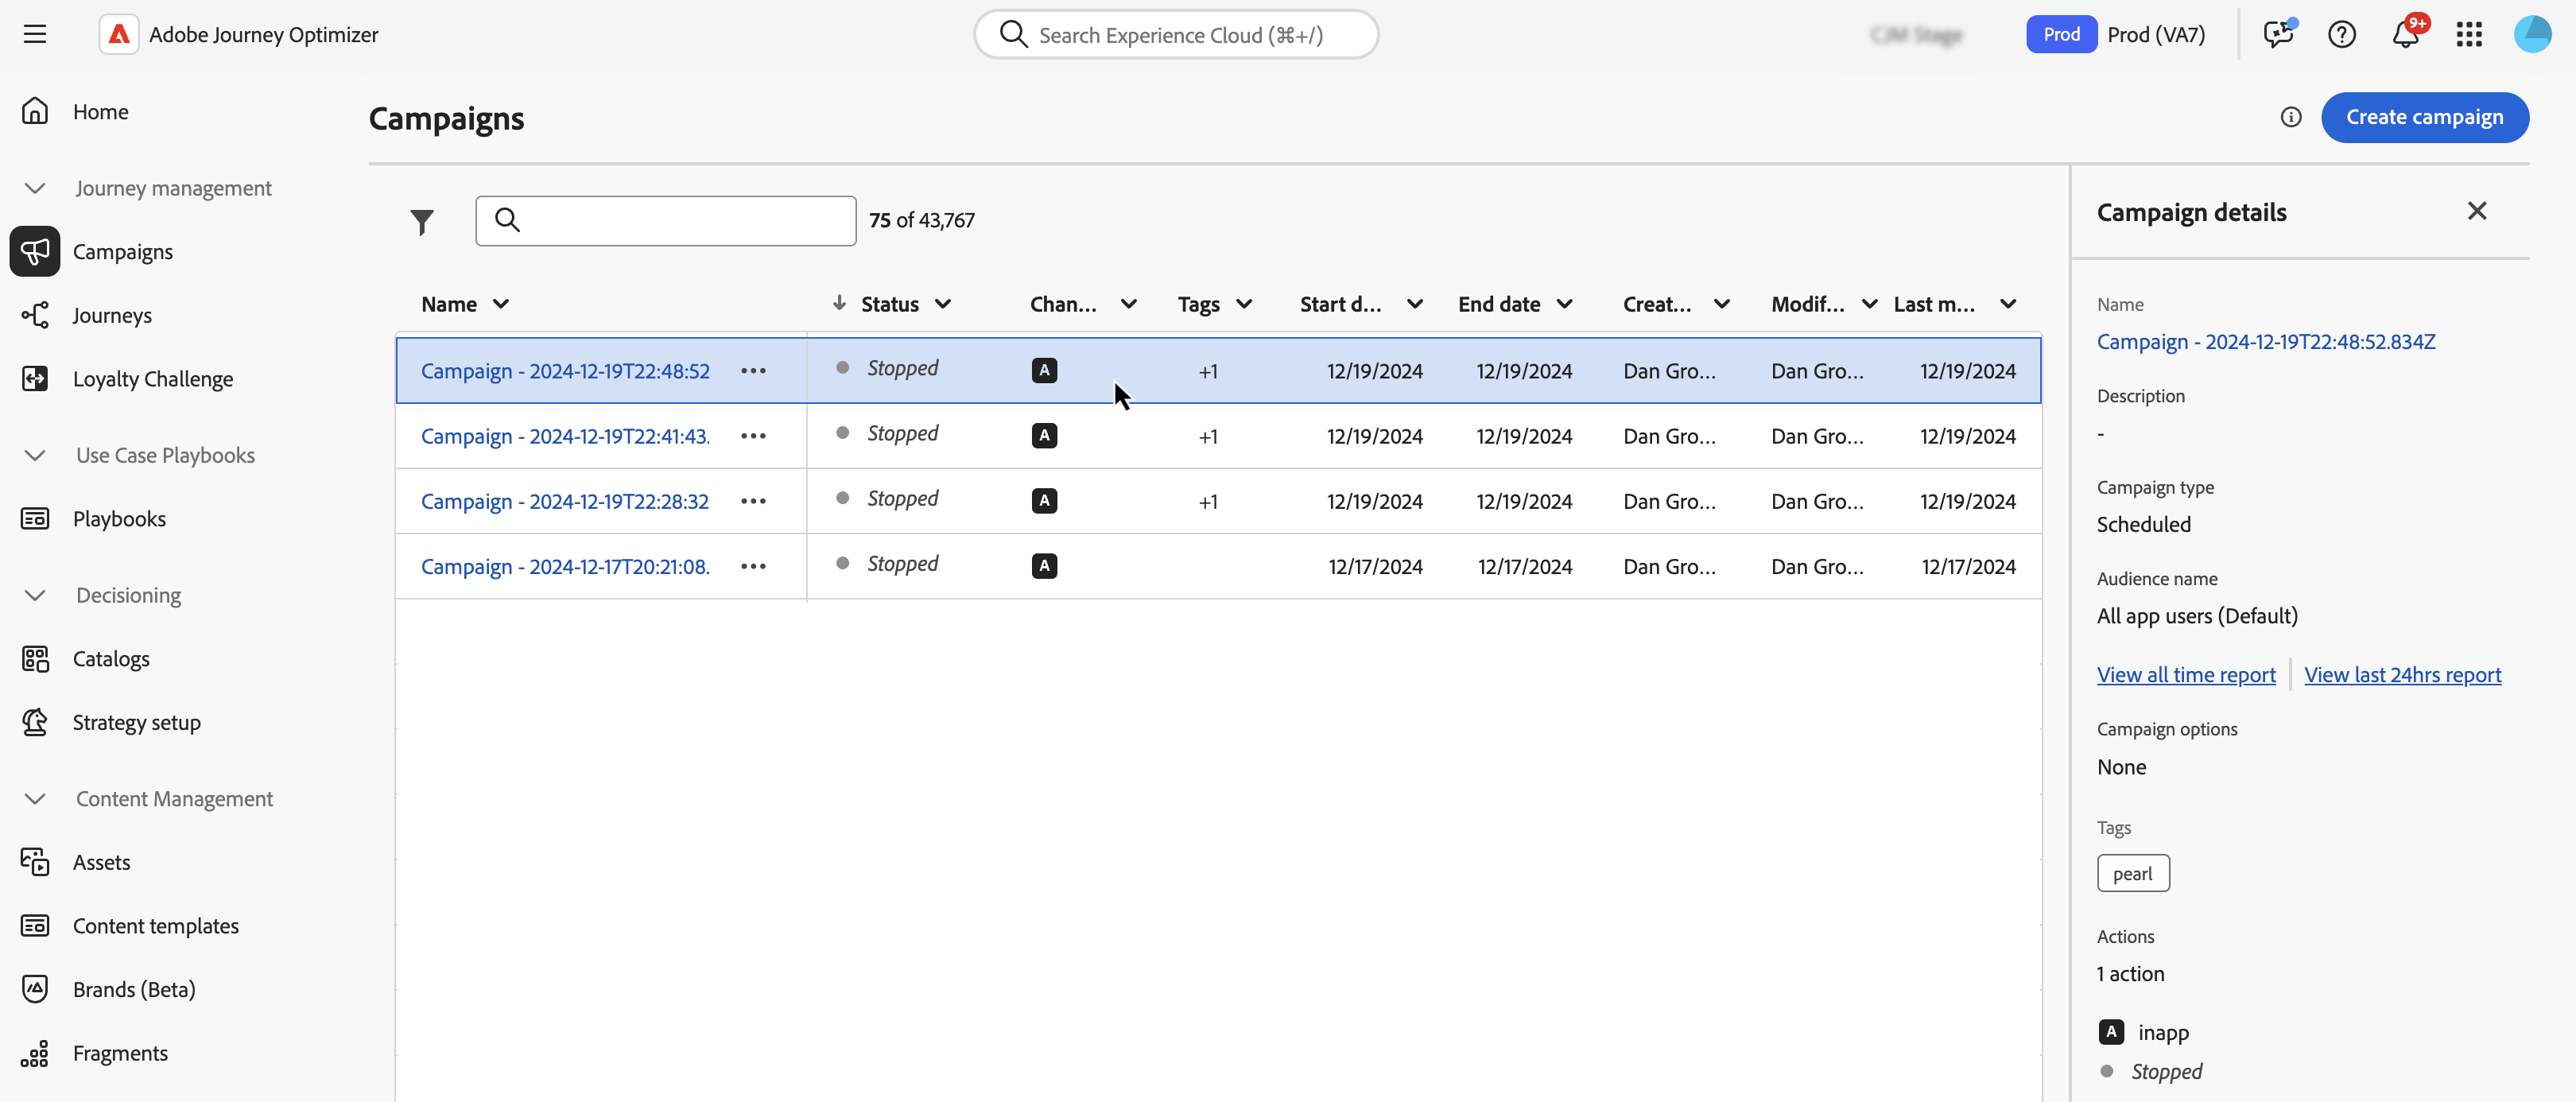 Adobe Journey Optimizer
Search Experience Cloud (⌘+/)
Prod Prod (VA7)
9+
Home
Journey management
Campaigns
Journeys
Loyalty Challenge
Use Case Playbooks
Playbooks
Decisioning
Catalogs
Strategy setup
Content Management
Assets
Content templates
Brands (Beta)
Fragments
Campaigns
Create campaign
75 of 43,767
Name Status Chan... Tags Start d... End date Creat... Modif... Last m...
Campaign - 2024-12-19T22:48:52 ••• Stopped A +1 12/19/2024 12/19/2024 Dan Gro... Dan Gro... 12/19/2024
Campaign - 2024-12-19T22:41:43. ••• Stopped A +1 12/19/2024 12/19/2024 Dan Gro... Dan Gro... 12/19/2024
Campaign - 2024-12-19T22:28:32 ••• Stopped A +1 12/19/2024 12/19/2024 Dan Gro... Dan Gro... 12/19/2024
Campaign - 2024-12-17T20:21:08. ••• Stopped A 12/17/2024 12/17/2024 Dan Gro... Dan Gro... 12/17/2024
Campaign details
Name
Campaign - 2024-12-19T22:48:52.834Z
Description
-
Campaign type
Scheduled
Audience name
All app users (Default)
View all time report View last 24hrs report
Campaign options
None
Tags
pearl
Actions
1 action
A inapp
Stopped